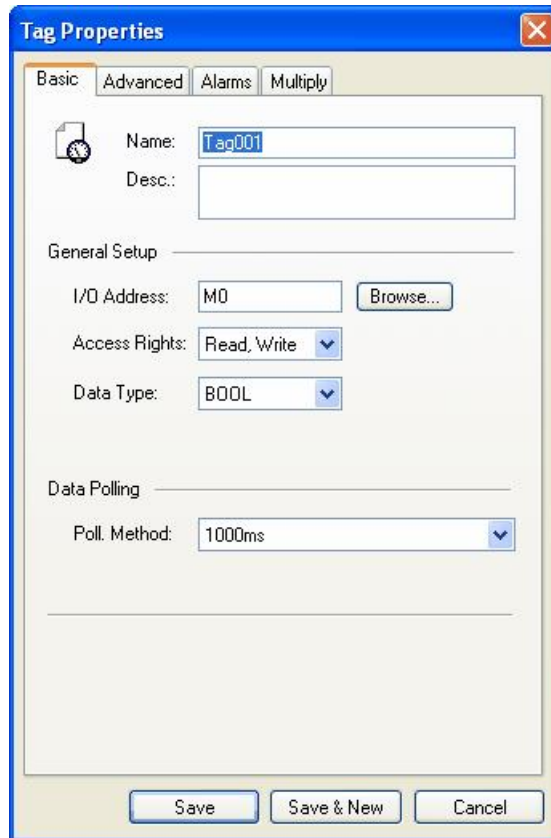 Tag Properties
Basic Advanced Alarms Multiply
Name: Tag001
Desc.:
General Setup
I/O Address: M0 Browse...
Access Rights: Read, Write
Data Type: BOOL
Data Polling
Poll. Method: 1000ms
Save Save & New Cancel